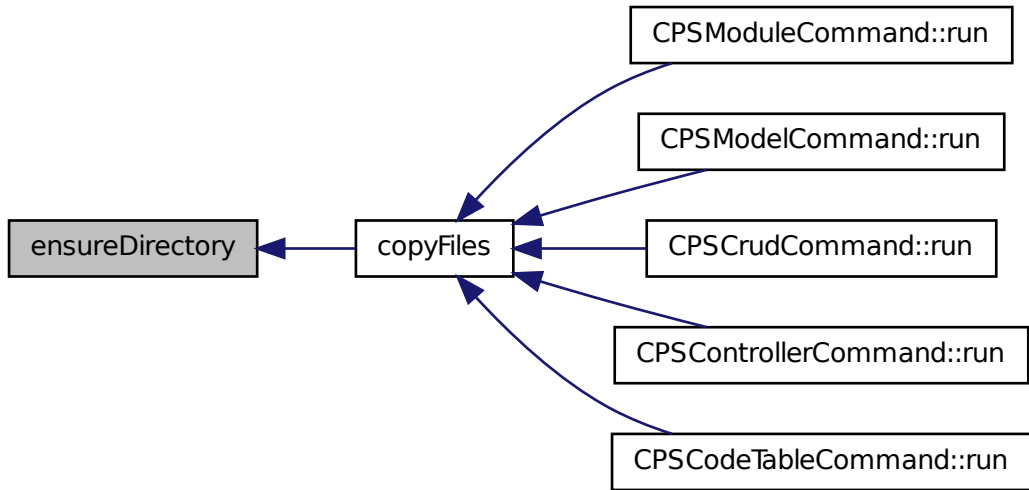 CPSModuleCommand::run
CPSModelCommand::run
ensureDirectory
copyFiles
CPSCrudCommand::run
CPSControllerCommand::run
CPSCodeTableCommand::run